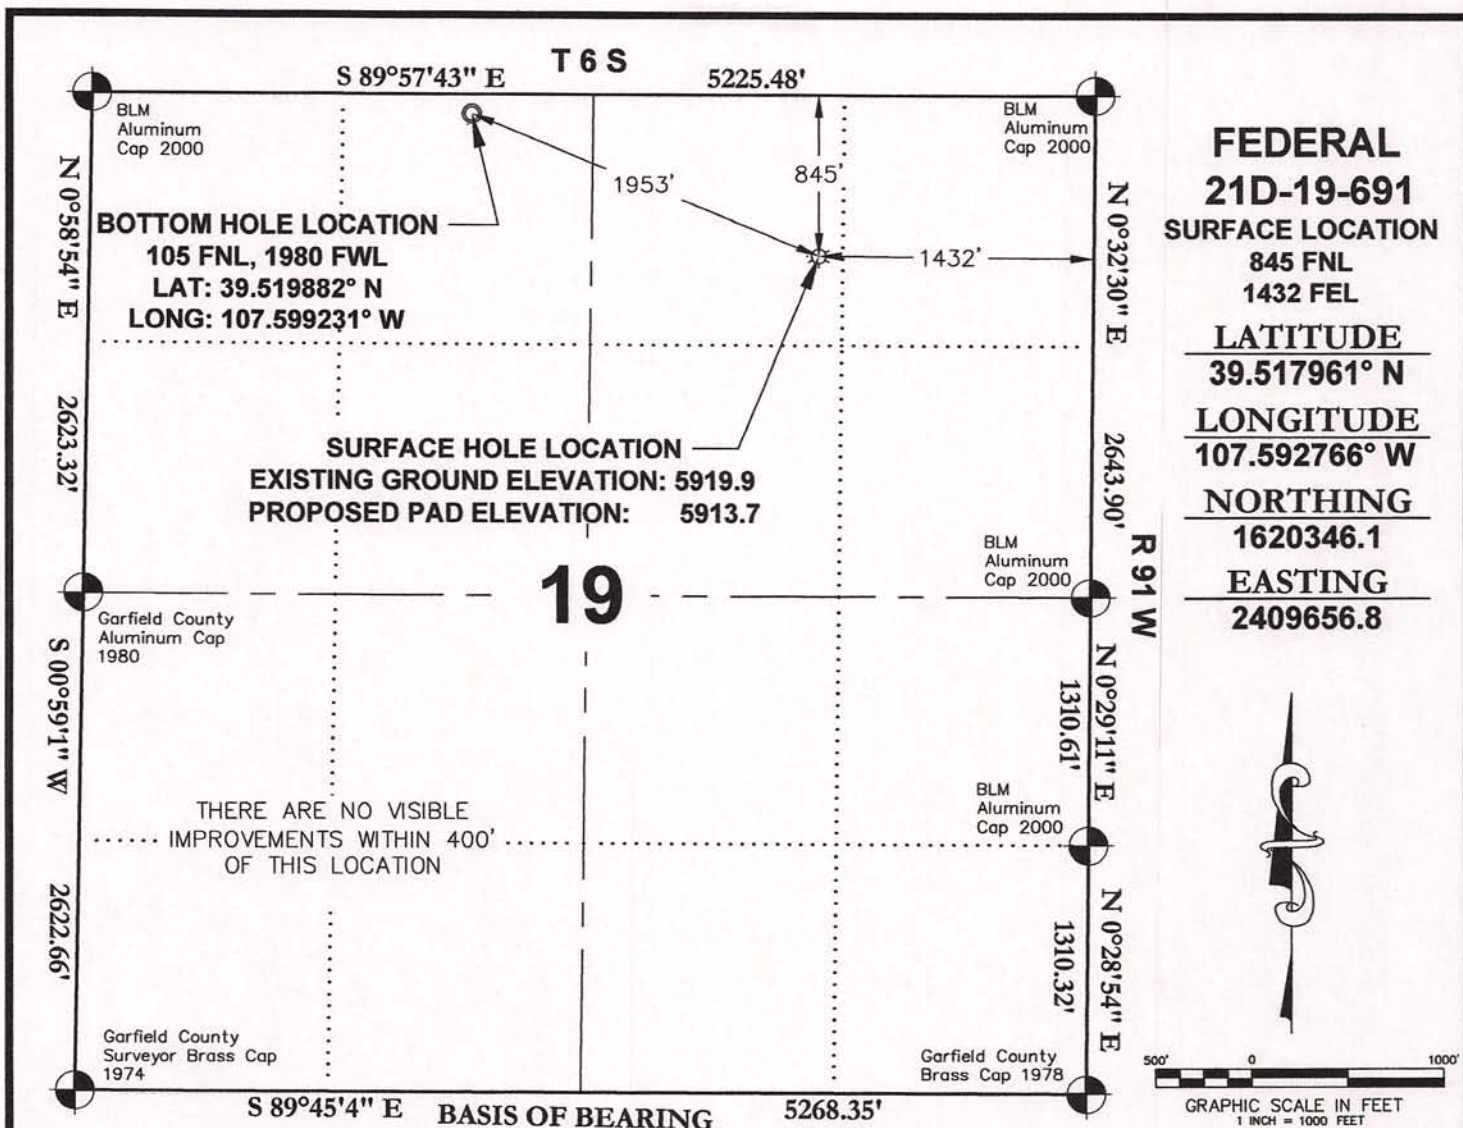 T 6 S
S 89°57'43" E
5225.48'
BLM
Aluminum
Cap 2000
BLM
Aluminum
Cap 2000
N 0°58'54" E
2623.32'
1953'
845'
1432'
BOTTOM HOLE LOCATION
105 FNL, 1980 FWL
LAT: 39.519882° N
LONG: 107.599231° W
N 0°32'30" E
2643.90'
SURFACE HOLE LOCATION
EXISTING GROUND ELEVATION: 5919.9
PROPOSED PAD ELEVATION: 5913.7
19
BLM
Aluminum
Cap 2000
R 91 W
Garfield County
Aluminum Cap
1980
S 00°59'1" W
2622.66'
N 0°29'11" E
1310.61'
THERE ARE NO VISIBLE
IMPROVEMENTS WITHIN 400'
OF THIS LOCATION
BLM
Aluminum
Cap 2000
N 0°28'54" E
1310.32'
Garfield County
Surveyor Brass Cap
1974
Garfield County
Brass Cap 1978
S 89°45'4" E
BASIS OF BEARING
5268.35'
FEDERAL
21D-19-691
SURFACE LOCATION
845 FNL
1432 FEL
LATITUDE
39.517961° N
LONGITUDE
107.592766° W
NORTHING
1620346.1
EASTING
2409656.8
500' 0 1000'
GRAPHIC SCALE IN FEET
1 INCH = 1000 FEET